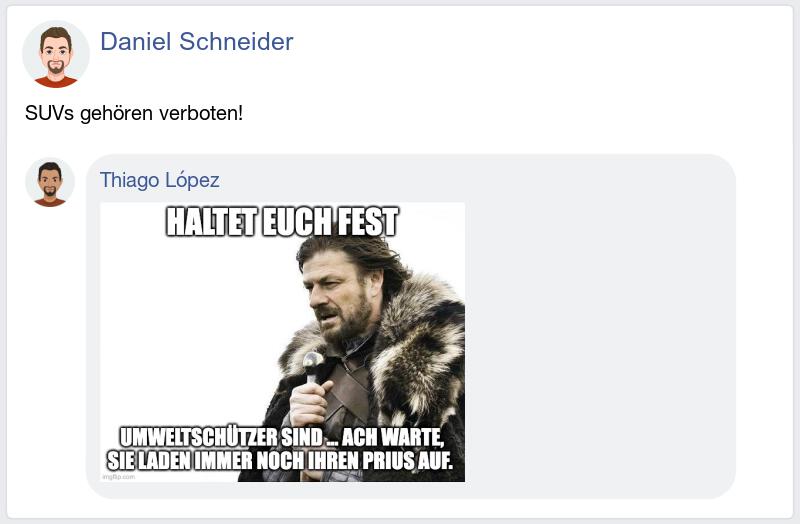 Daniel Schneider
SUVs gehören verboten!
Thiago López
HALTET EUCH FEST
UMWELTSCHÜTZER SIND ... ACH WARTE,
SIE LADEN IMMER NOCH IHREN PRIUS AUF.
imgflip.com